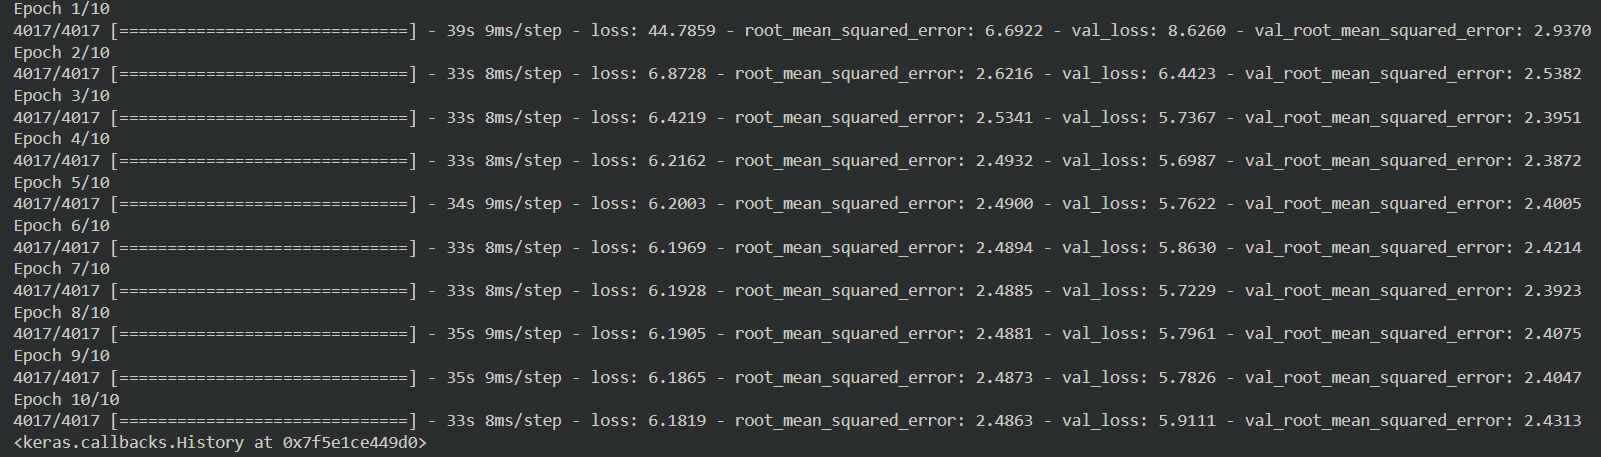 Epoch 1/10
4017/4017 [==============================] - 39s 9ms/step - loss: 44.7859 - root_mean_squared_error: 6.6922 - val_loss: 8.6260 - val_root_mean_squared_error: 2.9370
Epoch 2/10
4017/4017 [==============================] - 33s 8ms/step - loss: 6.8728 - root_mean_squared_error: 2.6216 - val_loss: 6.4423 - val_root_mean_squared_error: 2.5382
Epoch 3/10
4017/4017 [==============================] - 33s 8ms/step - loss: 6.4219 - root_mean_squared_error: 2.5341 - val_loss: 5.7367 - val_root_mean_squared_error: 2.3951
Epoch 4/10
4017/4017 [==============================] - 33s 8ms/step - loss: 6.2162 - root_mean_squared_error: 2.4932 - val_loss: 5.6987 - val_root_mean_squared_error: 2.3872
Epoch 5/10
4017/4017 [==============================] - 34s 9ms/step - loss: 6.2003 - root_mean_squared_error: 2.4900 - val_loss: 5.7622 - val_root_mean_squared_error: 2.4005
Epoch 6/10
4017/4017 [==============================] - 33s 8ms/step - loss: 6.1969 - root_mean_squared_error: 2.4894 - val_loss: 5.8630 - val_root_mean_squared_error: 2.4214
Epoch 7/10
4017/4017 [==============================] - 33s 8ms/step - loss: 6.1928 - root_mean_squared_error: 2.4885 - val_loss: 5.7229 - val_root_mean_squared_error: 2.3923
Epoch 8/10
4017/4017 [==============================] - 35s 9ms/step - loss: 6.1905 - root_mean_squared_error: 2.4881 - val_loss: 5.7961 - val_root_mean_squared_error: 2.4075
Epoch 9/10
4017/4017 [==============================] - 35s 9ms/step - loss: 6.1865 - root_mean_squared_error: 2.4873 - val_loss: 5.7826 - val_root_mean_squared_error: 2.4047
Epoch 10/10
4017/4017 [==============================] - 33s 8ms/step - loss: 6.1819 - root_mean_squared_error: 2.4863 - val_loss: 5.9111 - val_root_mean_squared_error: 2.4313
<keras.callbacks.History at 0x7f5e1ce449d0>